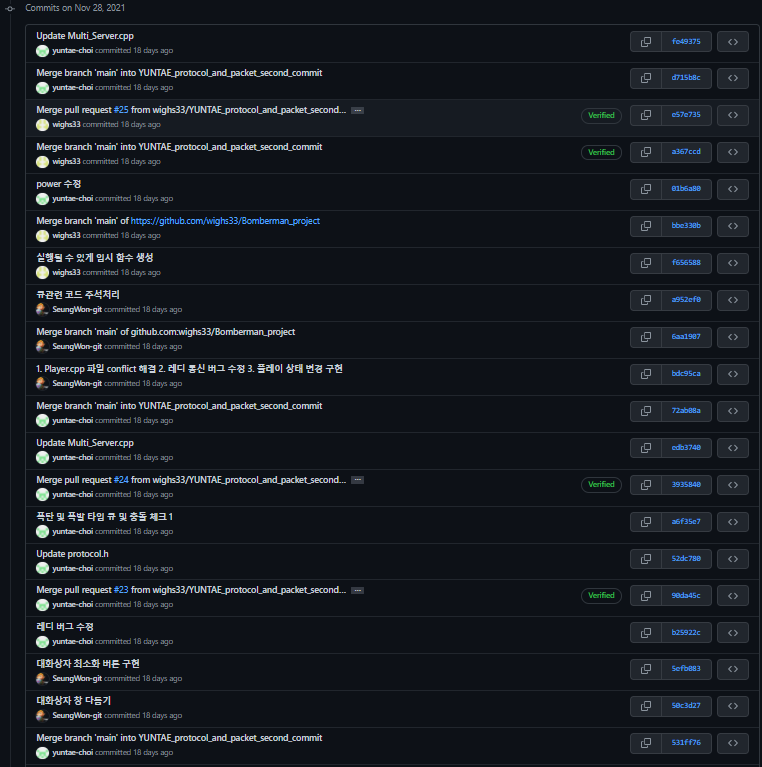 Commits on Nov 28, 2021
Update Multi_Server.cpp
yuntae-choi committed 18 days ago
fe49375
Merge branch 'main' into YUNTAE_protocol_and_packet_second_commit
yuntae-choi committed 18 days ago
d715b8c
Merge pull request #25 from wighs33/YUNTAE_protocol_and_packet_second... ...
wighs33 committed 18 days ago
Verified
e57e735
Merge branch 'main' into YUNTAE_protocol_and_packet_second_commit
wighs33 committed 18 days ago
Verified
a367ccd
power 수정
yuntae-choi committed 18 days ago
01b6a80
Merge branch 'main' of https://github.com/wighs33/Bomberman_project
wighs33 committed 18 days ago
bbe330b
실행될 수 있게 임시 함수 생성
wighs33 committed 18 days ago
f656588
큐관련 코드 주석처리
SeungWon-git committed 18 days ago
a952ef0
Merge branch 'main' of github.com:wighs33/Bomberman_project
SeungWon-git committed 18 days ago
6aa1907
1. Player.cpp 파일 conflict 해결 2. 레디 통신 버그 수정 3. 플레이 상태 변경 구현
SeungWon-git committed 18 days ago
bdc95ca
Merge branch 'main' into YUNTAE_protocol_and_packet_second_commit
yuntae-choi committed 18 days ago
72ab08a
Update Multi_Server.cpp
yuntae-choi committed 18 days ago
edb3740
Merge pull request #24 from wighs33/YUNTAE_protocol_and_packet_second... ...
yuntae-choi committed 18 days ago
Verified
3935840
폭탄 및 폭발 타임 큐 및 충돌 체크 1
yuntae-choi committed 18 days ago
a6f35e7
Update protocol.h
yuntae-choi committed 18 days ago
52dc780
Merge pull request #23 from wighs33/YUNTAE_protocol_and_packet_second... ...
yuntae-choi committed 18 days ago
Verified
90da45c
레디 버그 수정
yuntae-choi committed 18 days ago
b25922c
대화상자 최소화 버튼 구현
SeungWon-git committed 18 days ago
5efb083
대화상자 창 다듬기
SeungWon-git committed 18 days ago
50c3d27
Merge branch 'main' into YUNTAE_protocol_and_packet_second_commit
yuntae-choi committed 18 days ago
531ff76